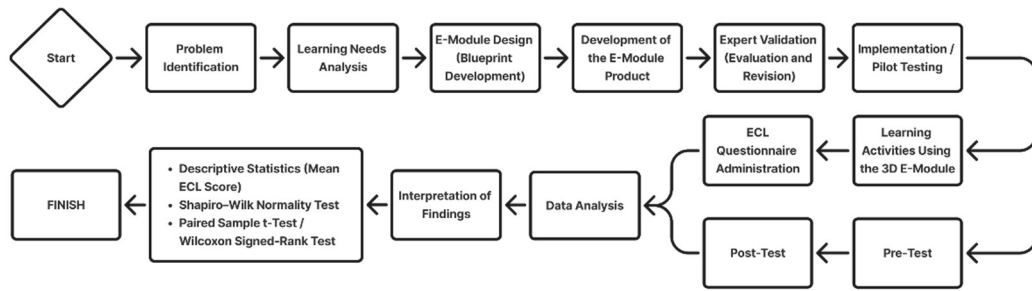 Start
Problem
Identification
Learning Needs
Analysis
E-Module Design
(Blueprint
Development)
Development of
the E-Module
Product
Expert Validation
(Evaluation and
Revision)
Implementation /
Pilot Testing
Learning
Activities Using
the 3D E-Module
ECL
Questionnaire
Administration
Pre-Test
Post-Test
Data Analysis
Interpretation of
Findings
• Descriptive Statistics (Mean
ECL Score)
• Shapiro–Wilk Normality Test
• Paired Sample t-Test /
Wilcoxon Signed-Rank Test
FINISH